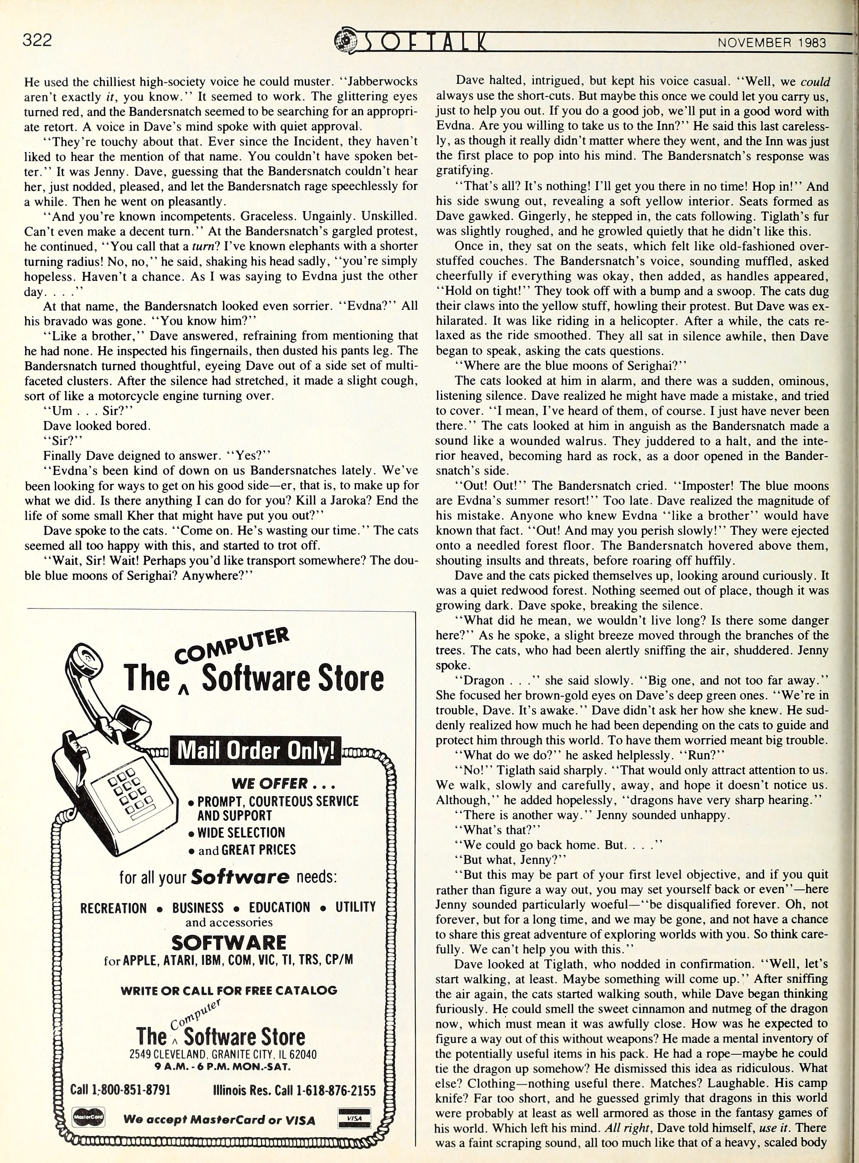 322
SOFTALK
NOVEMBER 1983
He used the chilliest high-society voice he could muster. "Jabberwocks
aren't exactly it, you know." It seemed to work. The glittering eyes
turned red, and the Bandersnatch seemed to be searching for an appropri-
ate retort. A voice in Dave's mind spoke with quiet approval.
"They're touchy about that. Ever since the Incident, they haven't
liked to hear the mention of that name. You couldn't have spoken bet-
ter." It was Jenny. Dave, guessing that the Bandersnatch couldn't hear
her, just nodded, pleased, and let the Bandersnatch rage speechlessly for
a while. Then he went on pleasantly.
"And you're known incompetents. Graceless. Ungainly. Unskilled.
Can't even make a decent turn." At the Bandersnatch's gargled protest,
he continued, "You call that a turn? I've known elephants with a shorter
turning radius! No, no," he said, shaking his head sadly, "you're simply
hopeless. Haven't a chance. As I was saying to Evdna just the other
day. . . ."
At that name, the Bandersnatch looked even sorrier. "Evdna?" All
his bravado was gone. "You know him?"
"Like a brother," Dave answered, refraining from mentioning that
he had none. He inspected his fingernails, then dusted his pants leg. The
Bandersnatch turned thoughtful, eyeing Dave out of a side set of multi-
faceted clusters. After the silence had stretched, it made a slight cough,
sort of like a motorcycle engine turning over.
"Um . . . Sir?"
Dave looked bored.
"Sir?"
Finally Dave deigned to answer. "Yes?"
"Evdna's been kind of down on us Bandersnatches lately. We've
been looking for ways to get on his good side—er, that is, to make up for
what we did. Is there anything I can do for you? Kill a Jaroka? End the
life of some small Kher that might have put you out?"
Dave spoke to the cats. "Come on. He's wasting our time." The cats
seemed all too happy with this, and started to trot off.
"Wait, Sir! Wait! Perhaps you'd like transport somewhere? The dou-
ble blue moons of Serighai? Anywhere?"
COMPUTER
The ^ Software Store
Mail Order Only!
WE OFFER . . .
• PROMPT, COURTEOUS SERVICE
AND SUPPORT
• WIDE SELECTION
• and GREAT PRICES
for all your Software needs:
RECREATION • BUSINESS • EDUCATION • UTILITY
and accessories
SOFTWARE
for APPLE, ATARI, IBM, COM, VIC, TI, TRS, CP/M
WRITE OR CALL FOR FREE CATALOG
Computer
The ^ Software Store
2549 CLEVELAND, GRANITE CITY, IL 62040
9 A.M. - 6 P.M. MON.-SAT.
Call 1-800-851-8791 Illinois Res. Call 1-618-876-2155
MasterCard We accept MasterCard or VISA VISA
Dave halted, intrigued, but kept his voice casual. "Well, we could
always use the short-cuts. But maybe this once we could let you carry us,
just to help you out. If you do a good job, we'll put in a good word with
Evdna. Are you willing to take us to the Inn?" He said this last careless-
ly, as though it really didn't matter where they went, and the Inn was just
the first place to pop into his mind. The Bandersnatch's response was
gratifying.
"That's all? It's nothing! I'll get you there in no time! Hop in!" And
his side swung out, revealing a soft yellow interior. Seats formed as
Dave gawked. Gingerly, he stepped in, the cats following. Tiglath's fur
was slightly roughed, and he growled quietly that he didn't like this.
Once in, they sat on the seats, which felt like old-fashioned over-
stuffed couches. The Bandersnatch's voice, sounding muffled, asked
cheerfully if everything was okay, then added, as handles appeared,
"Hold on tight!" They took off with a bump and a swoop. The cats dug
their claws into the yellow stuff, howling their protest. But Dave was ex-
hilarated. It was like riding in a helicopter. After a while, the cats re-
laxed as the ride smoothed. They all sat in silence awhile, then Dave
began to speak, asking the cats questions.
"Where are the blue moons of Serighai?"
The cats looked at him in alarm, and there was a sudden, ominous,
listening silence. Dave realized he might have made a mistake, and tried
to cover. "I mean, I've heard of them, of course. I just have never been
there." The cats looked at him in anguish as the Bandersnatch made a
sound like a wounded walrus. They juddered to a halt, and the inte-
rior heaved, becoming hard as rock, as a door opened in the Bander-
snatch's side.
"Out! Out!" The Bandersnatch cried. "Imposter! The blue moons
are Evdna's summer resort!" Too late. Dave realized the magnitude of
his mistake. Anyone who knew Evdna "like a brother" would have
known that fact. "Out! And may you perish slowly!" They were ejected
onto a needled forest floor. The Bandersnatch hovered above them,
shouting insults and threats, before roaring off huffily.
Dave and the cats picked themselves up, looking around curiously. It
was a quiet redwood forest. Nothing seemed out of place, though it was
growing dark. Dave spoke, breaking the silence.
"What did he mean, we wouldn't live long? Is there some danger
here?" As he spoke, a slight breeze moved through the branches of the
trees. The cats, who had been alertly sniffing the air, shuddered. Jenny
spoke.
"Dragon . . ." she said slowly. "Big one, and not too far away."
She focused her brown-gold eyes on Dave's deep green ones. "We're in
trouble, Dave. It's awake." Dave didn't ask her how she knew. He sud-
denly realized how much he had been depending on the cats to guide and
protect him through this world. To have them worried meant big trouble.
"What do we do?" he asked helplessly. "Run?"
"No!" Tiglath said sharply. "That would only attract attention to us.
We walk, slowly and carefully, away, and hope it doesn't notice us.
Although," he added hopelessly, "dragons have very sharp hearing."
"There is another way." Jenny sounded unhappy.
"What's that?"
"We could go back home. But. . . ."
"But what, Jenny?"
"But this may be part of your first level objective, and if you quit
rather than figure a way out, you may set yourself back or even"—here
Jenny sounded particularly woeful—"be disqualified forever. Oh, not
forever, but for a long time, and we may be gone, and not have a chance
to share this great adventure of exploring worlds with you. So think care-
fully. We can't help you with this."
Dave looked at Tiglath, who nodded in confirmation. "Well, let's
start walking, at least. Maybe something will come up." After sniffing
the air again, the cats started walking south, while Dave began thinking
furiously. He could smell the sweet cinnamon and nutmeg of the dragon
now, which must mean it was awfully close. How was he expected to
figure a way out of this without weapons? He made a mental inventory of
the potentially useful items in his pack. He had a rope—maybe he could
tie the dragon up somehow? He dismissed this idea as ridiculous. What
else? Clothing—nothing useful there. Matches? Laughable. His camp
knife? Far too short, and he guessed grimly that dragons in this world
were probably at least as well armored as those in the fantasy games of
his world. Which left his mind. All right, Dave told himself, use it. There
was a faint scraping sound, all too much like that of a heavy, scaled body